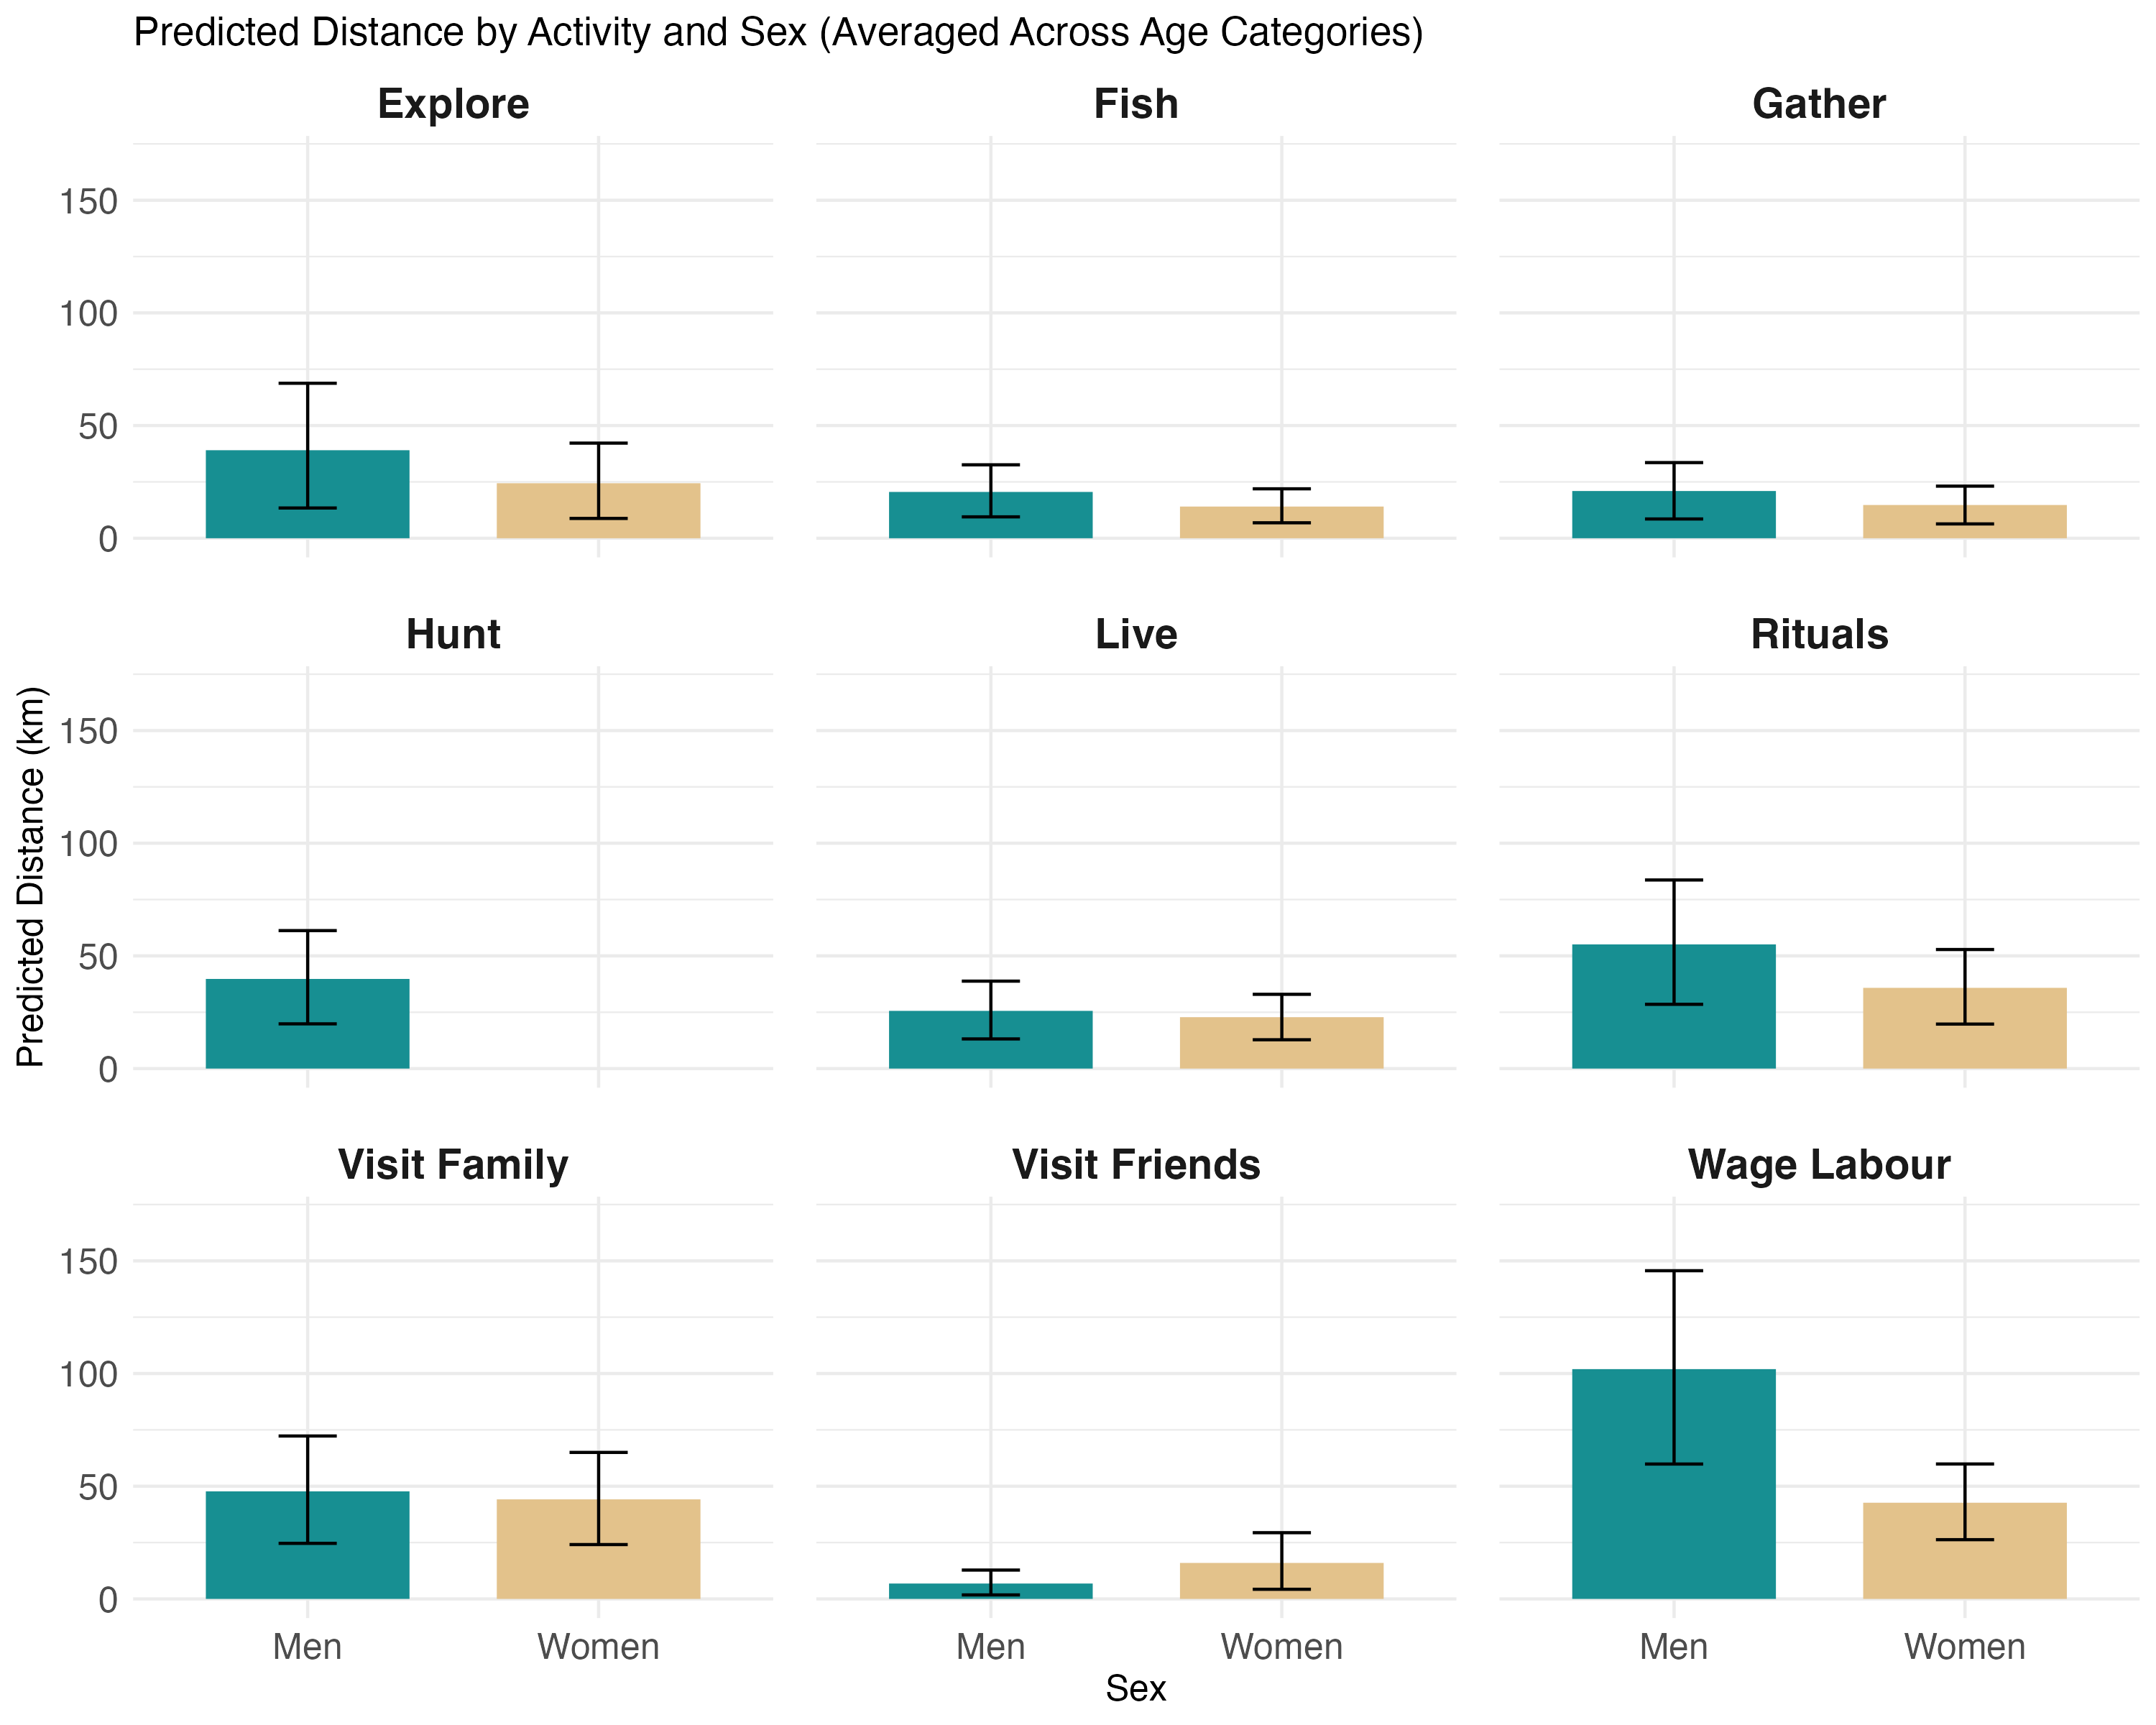 Predicted Distance by Activity and Sex (Averaged Across Age Categories)
Explore
Fish
Gather
150
100
50
0
Hunt
Live
Rituals
150
100
50
0
Visit Family
Visit Friends
Wage Labour
150
100
50
0
Men
Women
Men
Women
Men
Women
Sex
Predicted Distance (km)